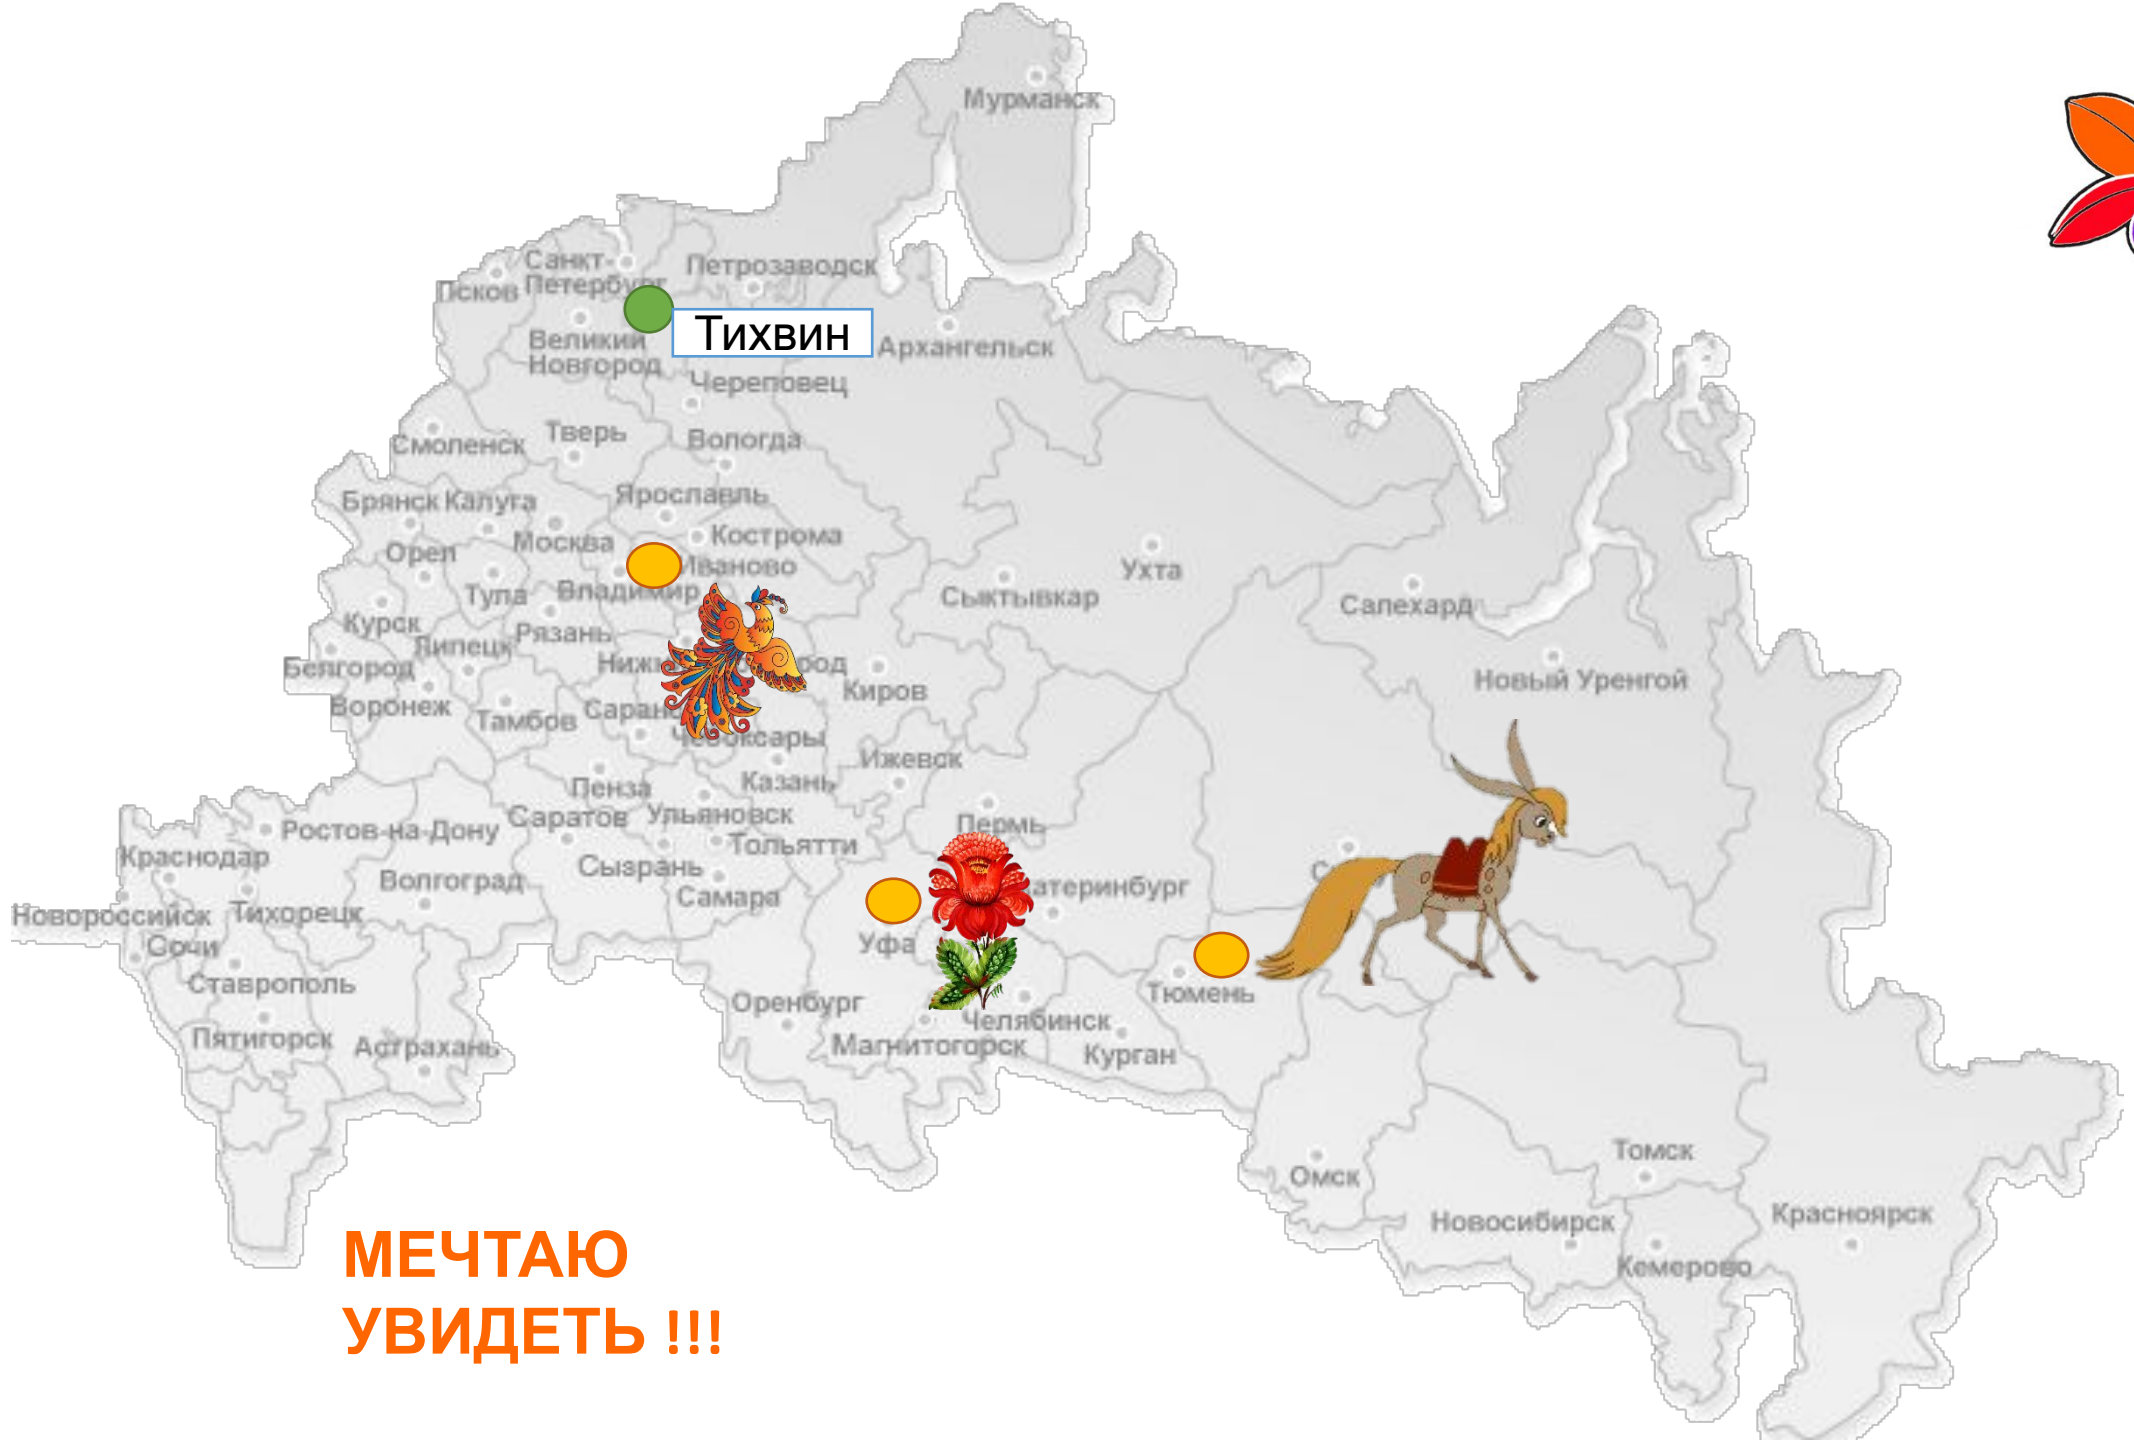 Мурманск
Санкт-
Петербург
Петрозаводск
Псков
Тихвин
Великий
Новгород
Архангельск
Череповец
Смоленск
Тверь
Вологда
Брянск
Калуга
Ярославль
Кострома
Москва
Орел
Иваново
Ухта
Тула
Владимир
Сыктывкар
Салехард
Курск
Рязань
Липецк
Белгород
Киров
Новый Уренгой
Воронеж
Тамбов
Чебоксары
Ижевск
Казань
Пенза
Саратов
Ульяновск
Пермь
Ростов-на-Дону
Тольятти
Краснодар
Сызрань
Волгоград
Самара
атеринбург
Новороссийск
Тихорецк
Сочи
Уфа
Ставрополь
Тюмень
Оренбург
Челябинск
Пятигорск
Астрахань
Магнитогорск
Курган
Томск
Омск
Новосибирск
Красноярск
Кемерово
МЕЧТАЮ
УВИДЕТЬ !!!